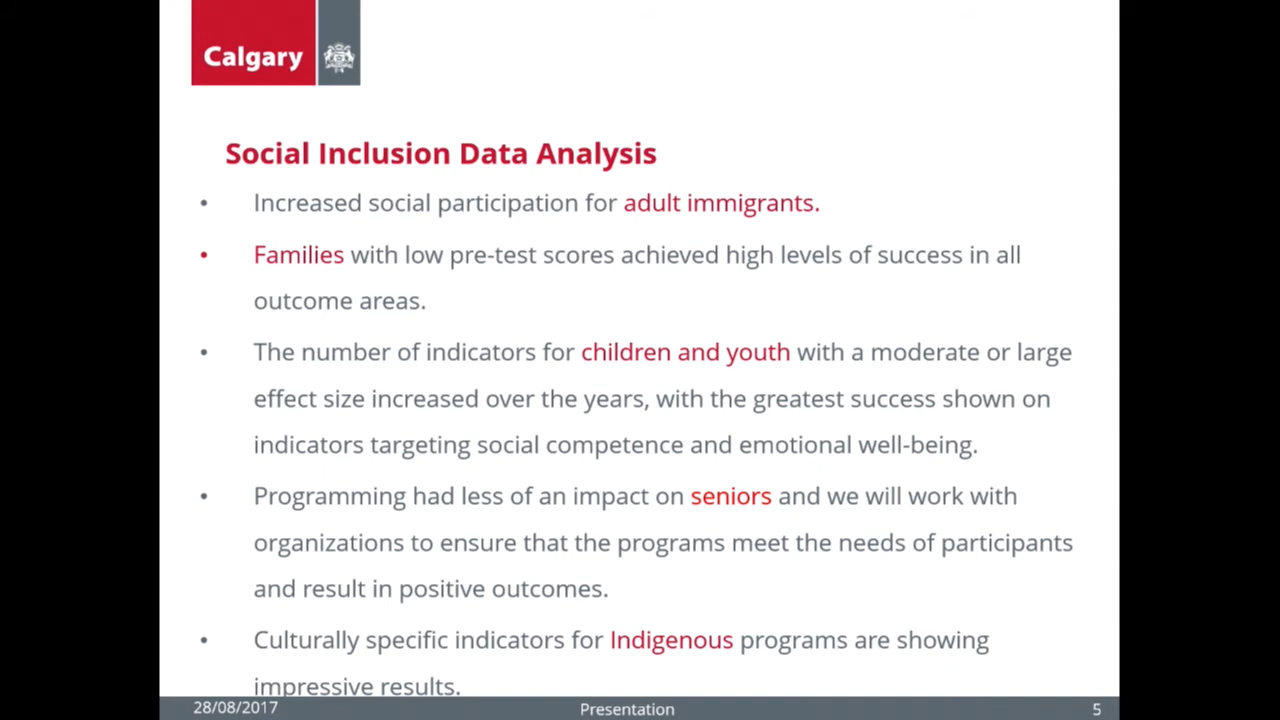 Calgary
Social Inclusion Data Analysis
• Increased social participation for adult immigrants.
• Families with low pre-test scores achieved high levels of success in all
outcome areas.
• The number of indicators for children and youth with a moderate or large
effect size increased over the years, with the greatest success shown on
indicators targeting social competence and emotional well-being.
• Programming had less of an impact on seniors and we will work with
organizations to ensure that the programs meet the needs of participants
and result in positive outcomes.
• Culturally specific indicators for Indigenous programs are showing
impressive results.
28/08/2017 Presentation 5